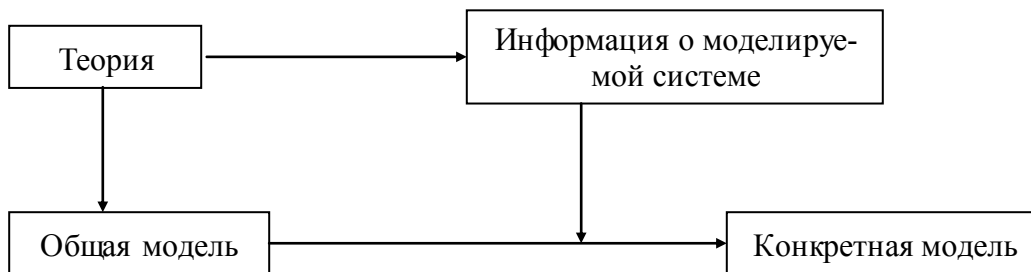 Теория
Информация о моделируе-
мой системе
Общая модель
Конкретная модель